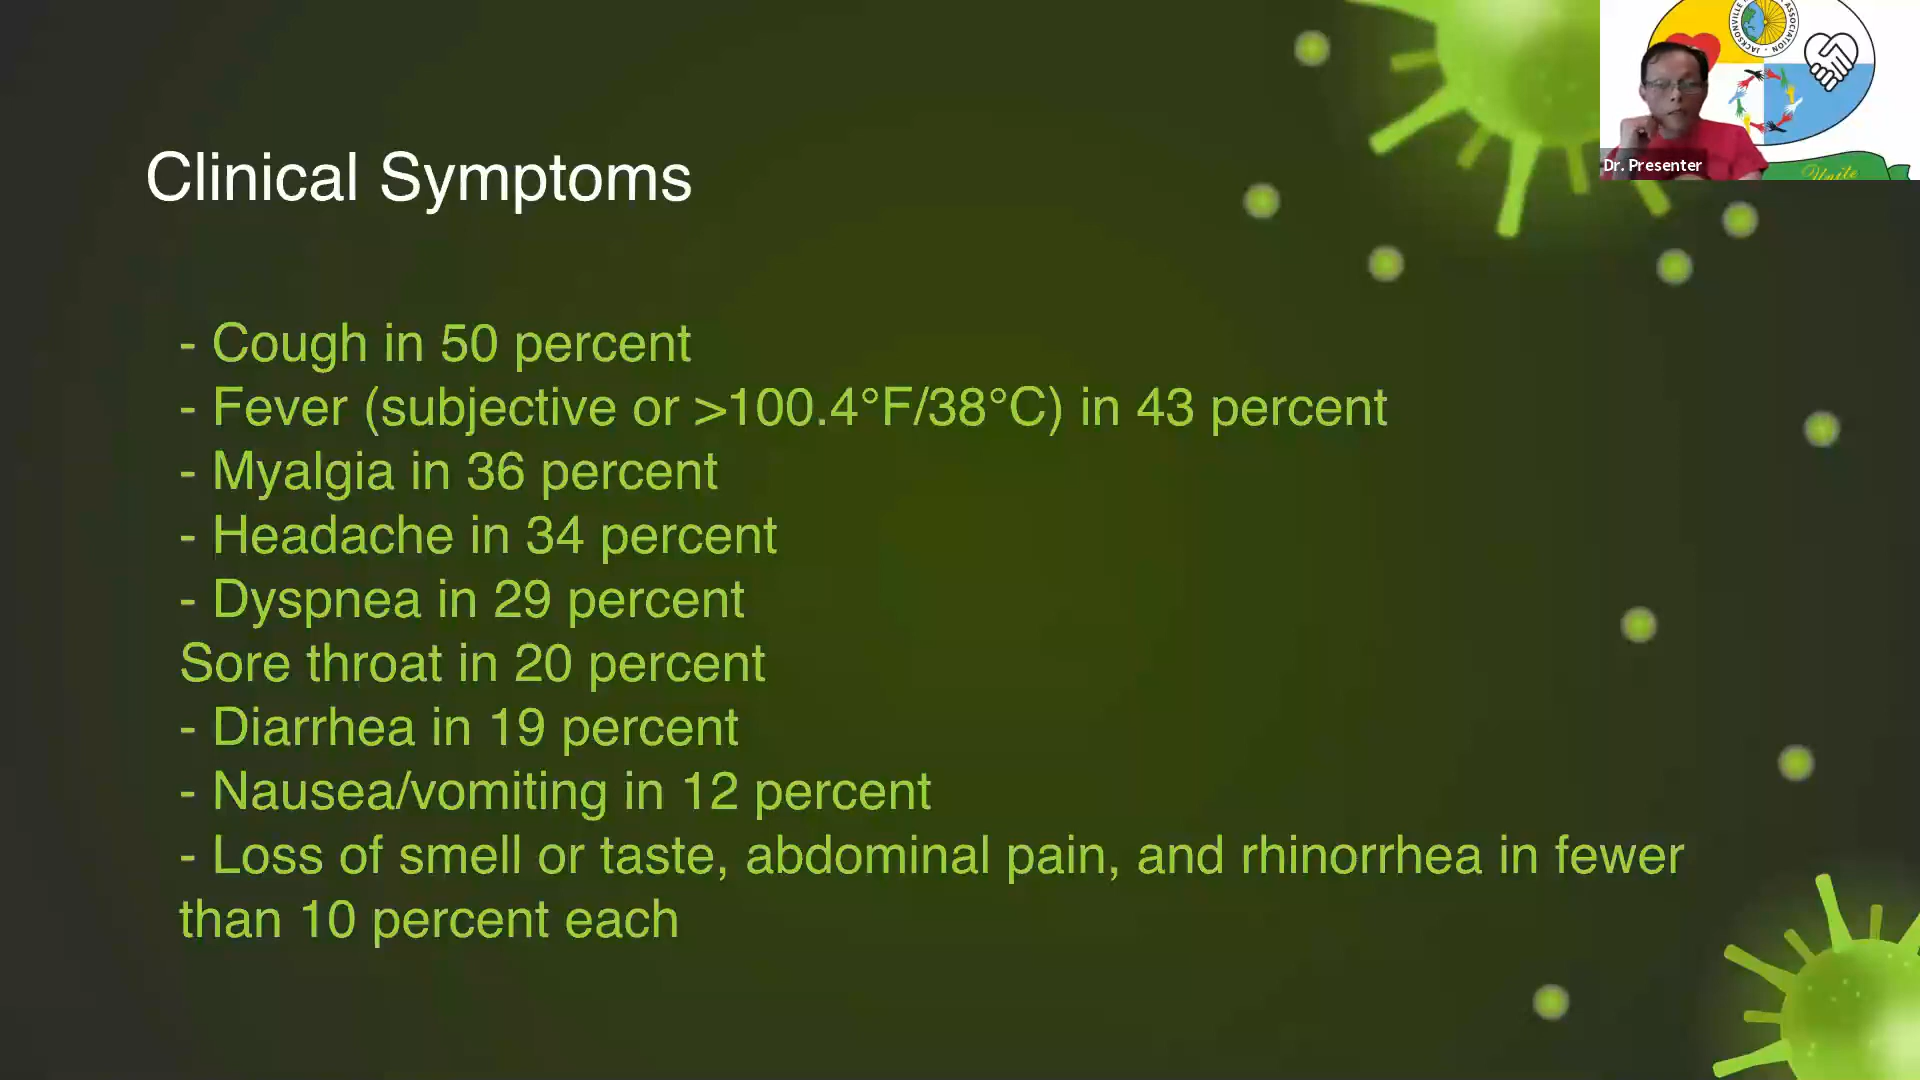 Clinical Symptoms
- Cough in 50 percent
- Fever (subjective or >100.4°F/38°C) in 43 percent
- Myalgia in 36 percent
- Headache in 34 percent
- Dyspnea in 29 percent
Sore throat in 20 percent
- Diarrhea in 19 percent
- Nausea/vomiting in 12 percent
- Loss of smell or taste, abdominal pain, and rhinorrhea in fewer
than 10 percent each
JACKSONVILLE
ASSOCIATION
Dr. Presenter
Unite